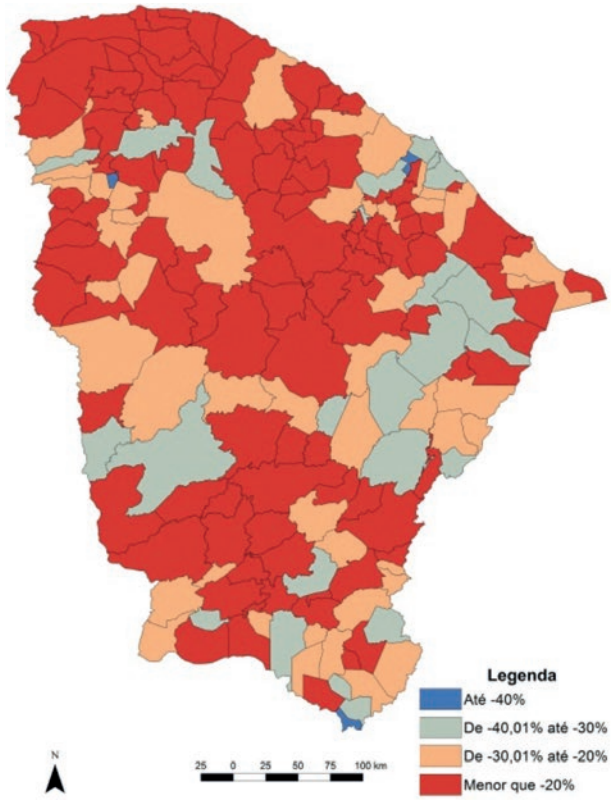 Legenda
Até -40%
De -40,01% até -30%
De -30,01% até -20%
Menor que -20%
N
25 0 25 50 75 100 km